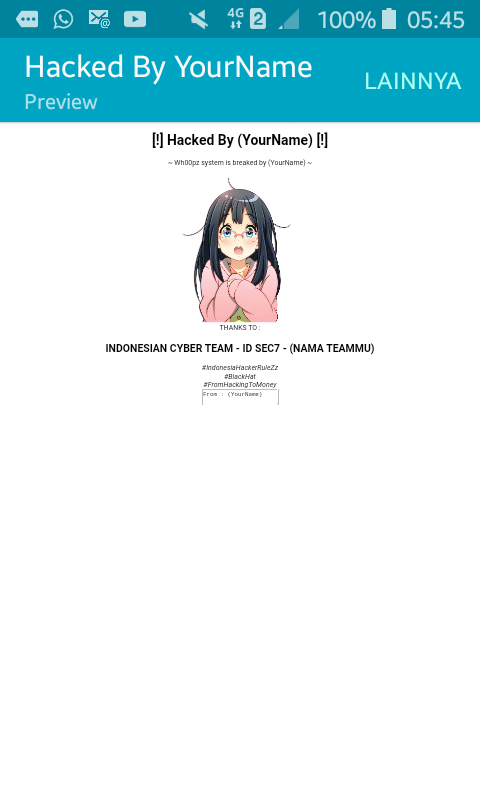 4G 2 100% 05:45
Hacked By YourName
LAINNYA
Preview
[!] Hacked By (YourName) [!]
~ Wh00pz system is breaked by (YourName) ~
THANKS TO :
INDONESIAN CYBER TEAM - ID SEC7 - (NAMA TEAMMU)
#IndonesiaHackerRuleZz
#BlackHat
#FromHackingToMoney
From : (YourName)